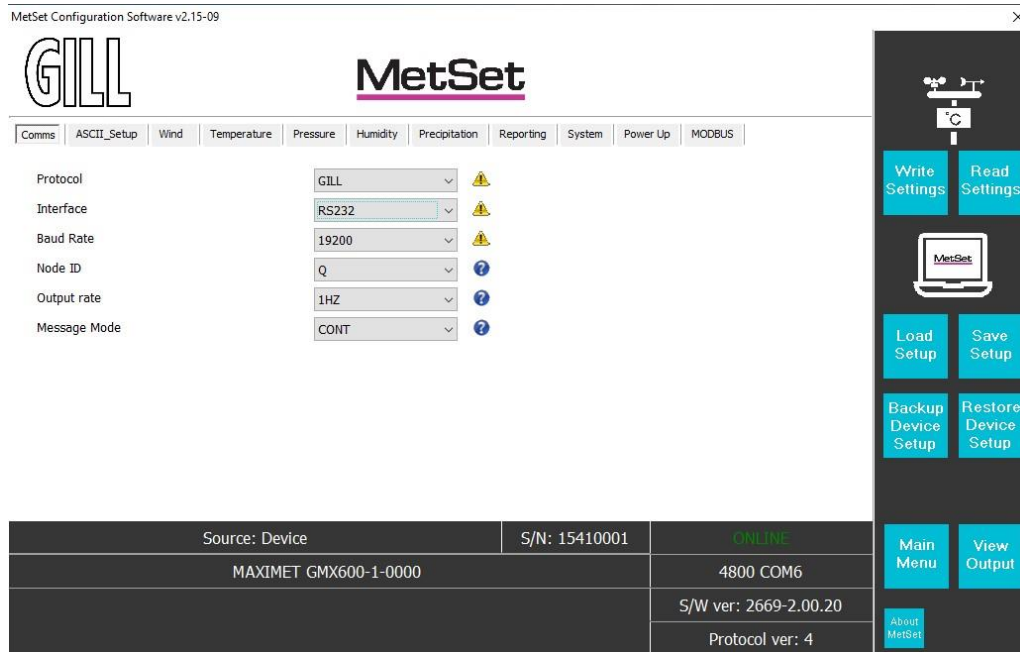 MetSet Configuration Software v2.15-09
GILL
MetSet
°C
Comms ASCII_Setup Wind Temperature Pressure Humidity Precipitation Reporting System Power Up MODBUS
Protocol GILL
Interface RS232
Baud Rate 19200
Node ID Q
Output rate 1HZ
Message Mode CONT
Write Settings
Read Settings
MetSet
Load Setup
Save Setup
Backup Device Setup
Restore Device Setup
Source: Device S/N: 15410001 ONLINE
MAXIMET GMX600-1-0000 4800 COM6
S/W ver: 2669-2.00.20
Protocol ver: 4
Main Menu
View Output
About MetSet